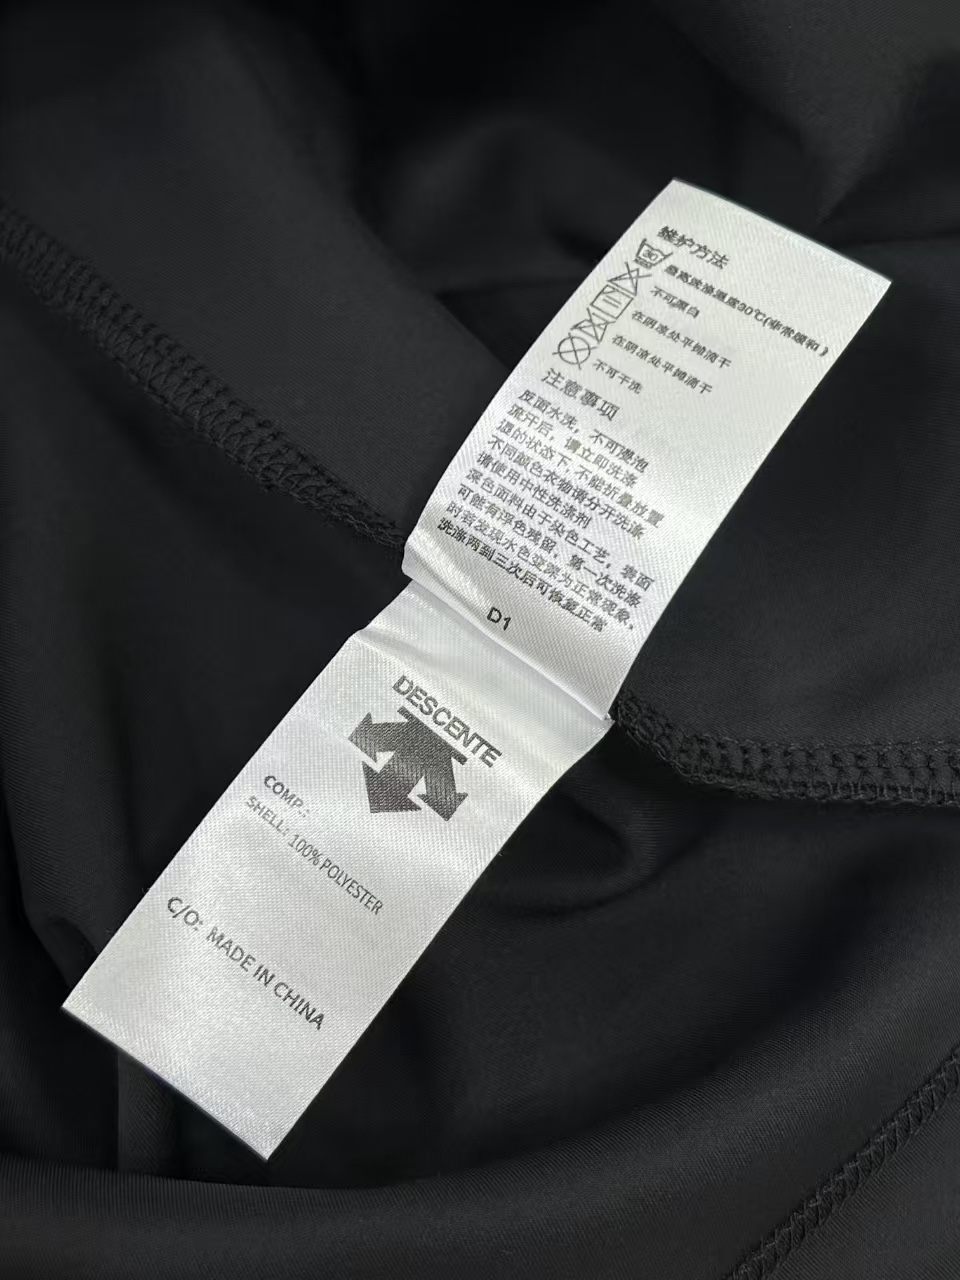 维护方法
30
最高洗涤温度30℃(非常缓和)
不可漂白
在阴凉处平摊滴干
在阴凉处平摊滴干
不可干洗
注意事项
反面水洗，不可浸泡
流汗后，请立即洗涤
湿的状态下，不能折叠放置
不同颜色衣物请分开洗涤
请使用中性洗涤剂
深色面料由于染色工艺，表面
可能有浮色残留，第一次洗涤
时若发现水色变深为正常现象，
洗涤两到三次后可恢复正常
D1
DESCENTE
COMP.:
SHELL: 100% POLYESTER
C/O: MADE IN CHINA